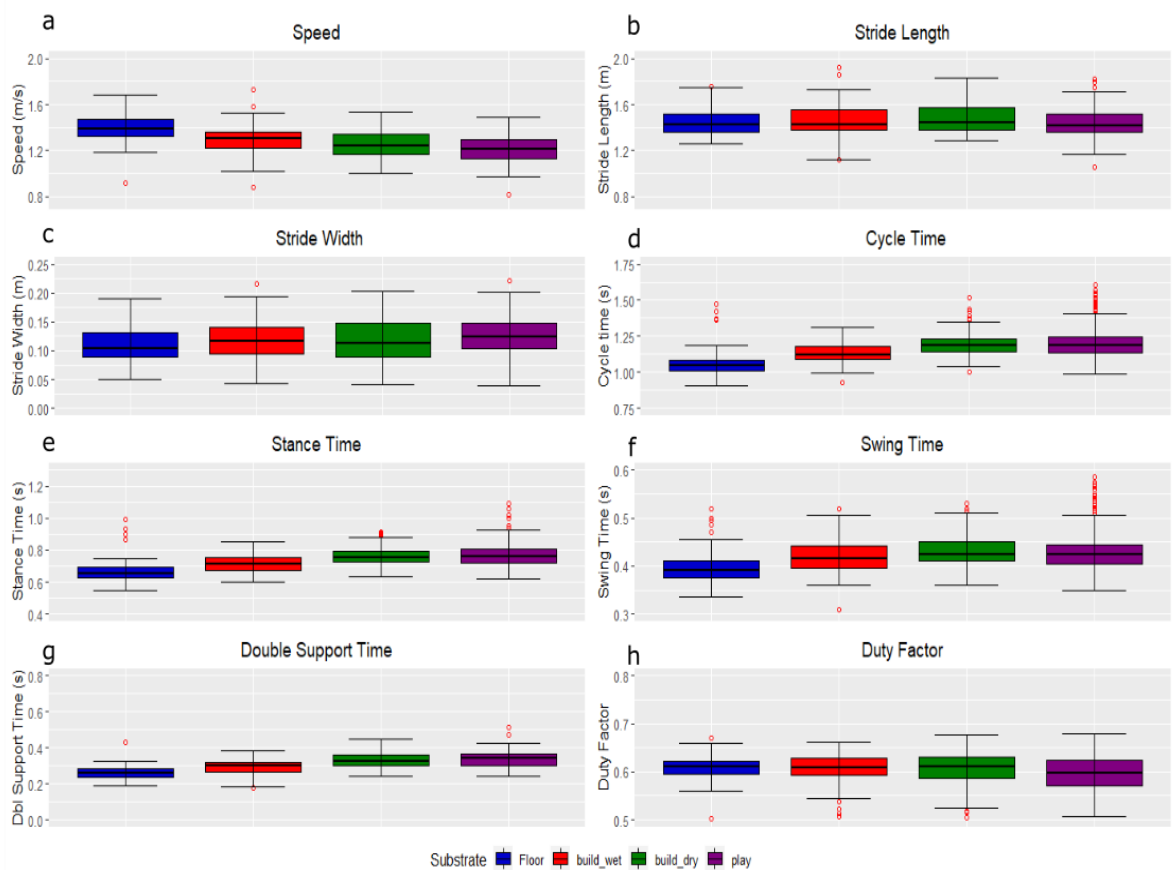 a
Speed
Speed (m/s)
2.0
1.6
1.2
0.8
b
Stride Length
Stride Length (m)
2.0
1.6
1.2
0.8
c
Stride Width
Stride Width (m)
0.25
0.20
0.15
0.10
0.05
0.00
d
Cycle Time
Cycle time (s)
1.75
1.50
1.25
1.00
0.75
e
Stance Time
Stance Time (s)
1.2
1.0
0.8
0.6
0.4
f
Swing Time
Swing Time (s)
0.6
0.5
0.4
0.3
g
Double Support Time
Dbl Support Time (s)
0.8
0.6
0.4
0.2
0.0
h
Duty Factor
Duty Factor
0.8
0.7
0.6
0.5
Substrate Floor build_wet build_dry play